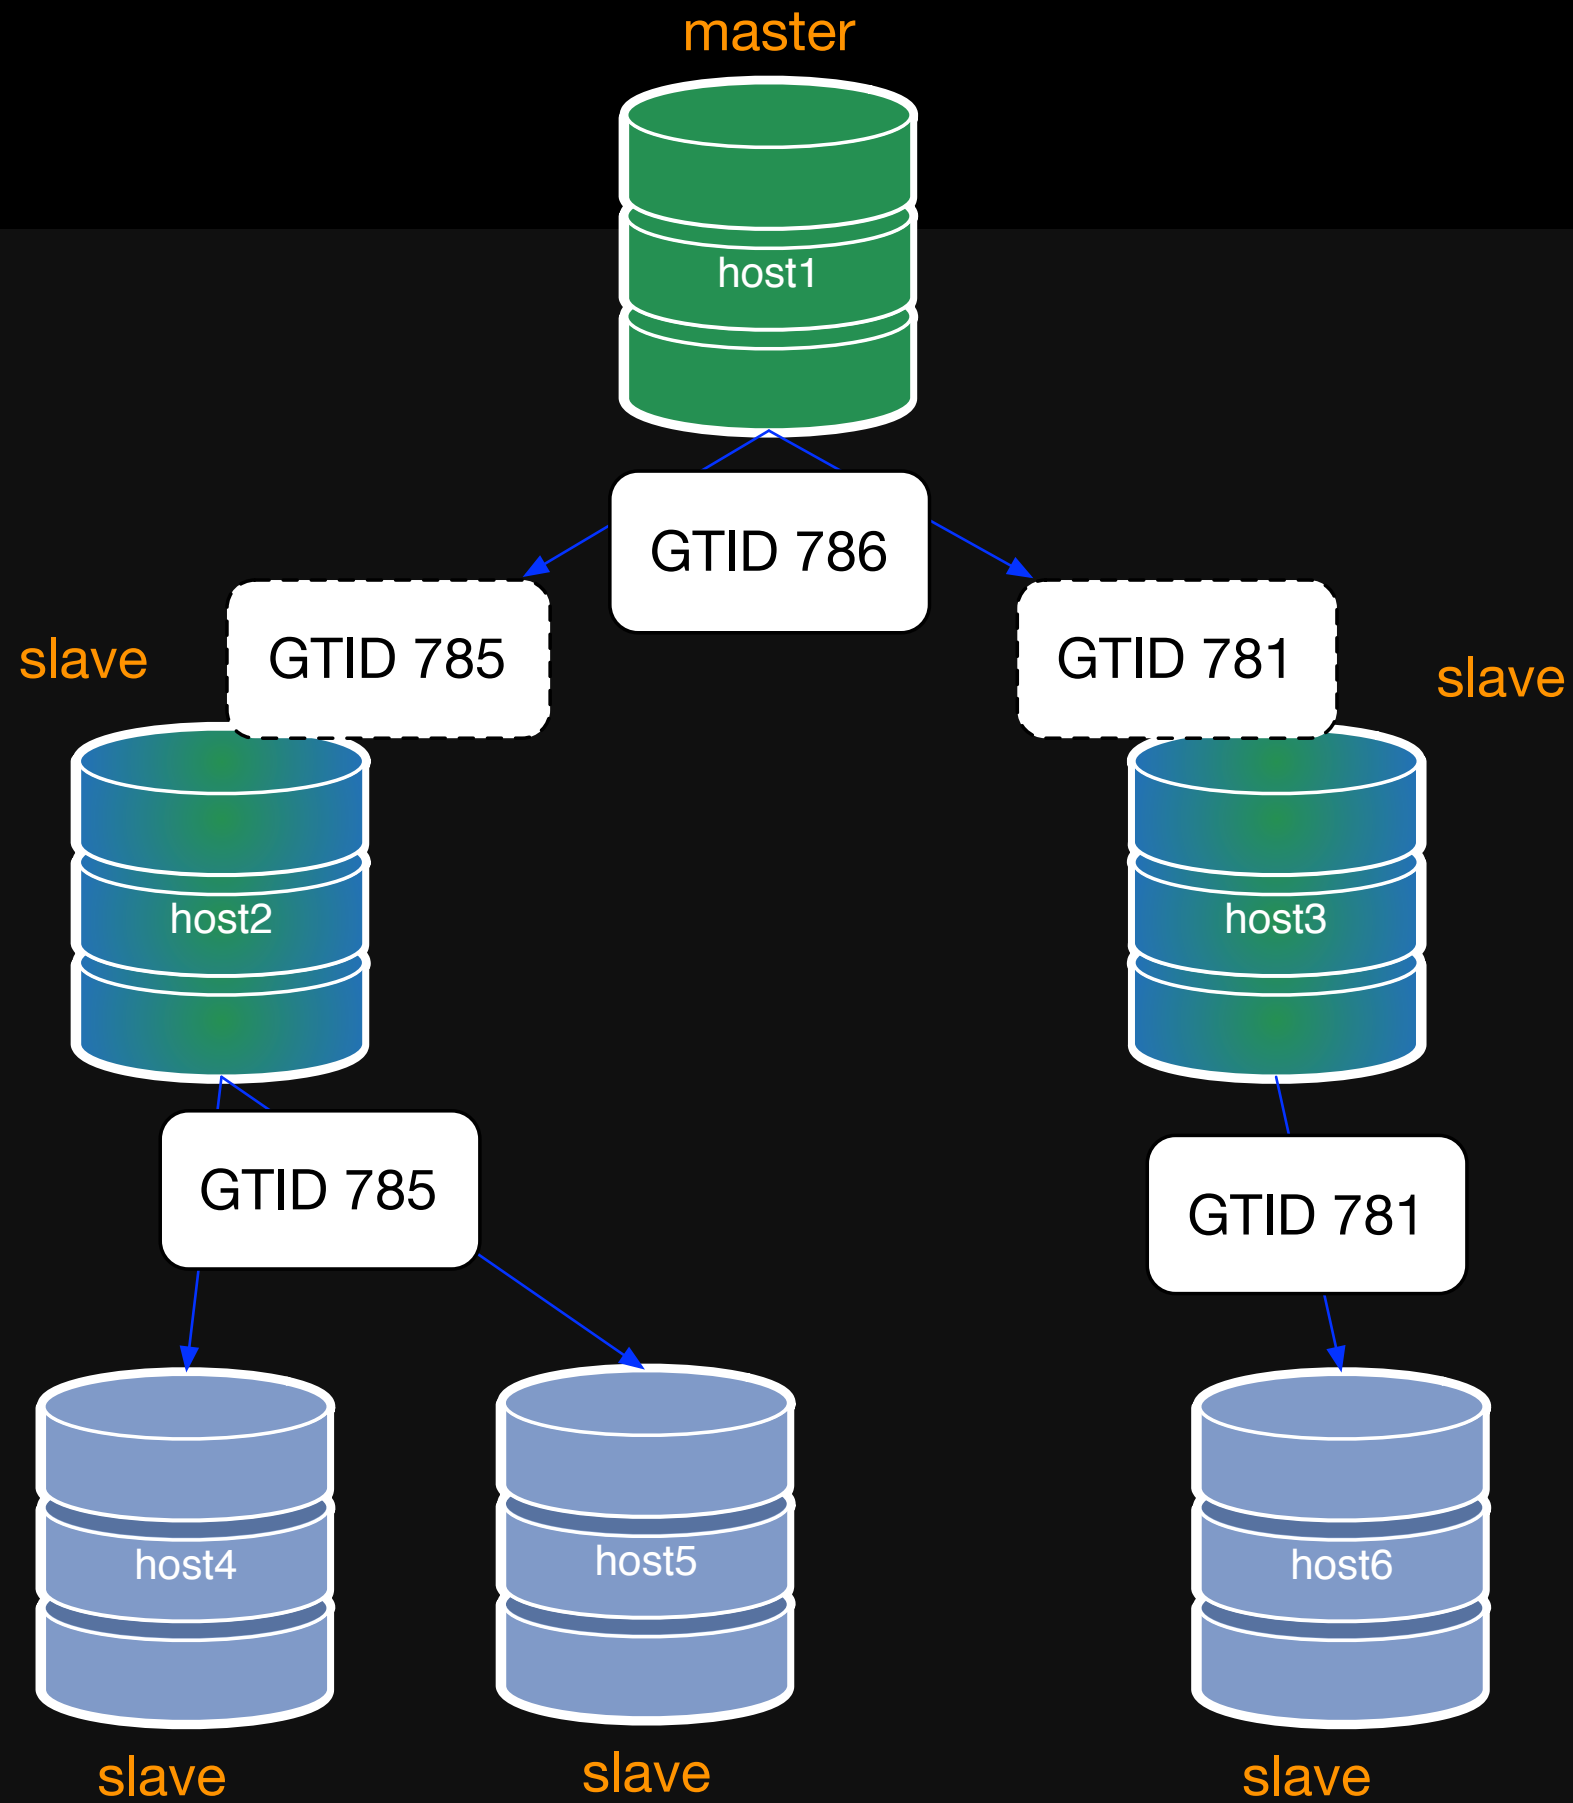 master
host1
GTID 786
slave
GTID 785
GTID 781
slave
host2
host3
GTID 785
GTID 781
host4
host5
host6
slave
slave
slave